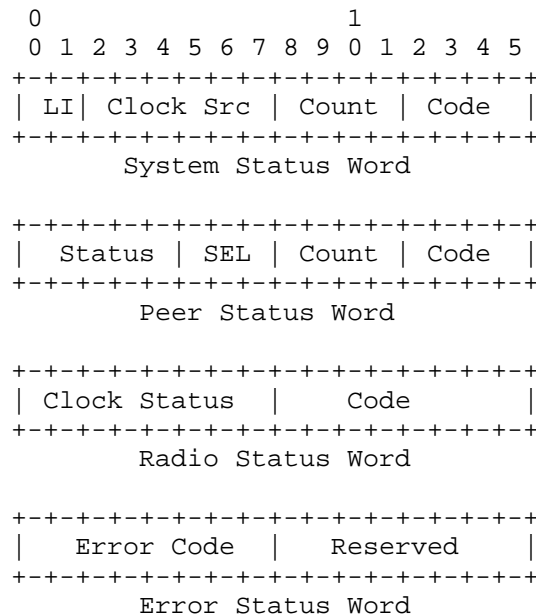 0                   1
 0 1 2 3 4 5 6 7 8 9 0 1 2 3 4 5
+-+-+-+-+-+-+-+-+-+-+-+-+-+-+-+-+
| LI| Clock Src | Count | Code  |
+-+-+-+-+-+-+-+-+-+-+-+-+-+-+-+-+
       System Status Word

+-+-+-+-+-+-+-+-+-+-+-+-+-+-+-+-+
|  Status | SEL | Count | Code  |
+-+-+-+-+-+-+-+-+-+-+-+-+-+-+-+-+
        Peer Status Word

+-+-+-+-+-+-+-+-+-+-+-+-+-+-+-+-+
| Clock Status  |    Code       |
+-+-+-+-+-+-+-+-+-+-+-+-+-+-+-+-+
        Radio Status Word

+-+-+-+-+-+-+-+-+-+-+-+-+-+-+-+-+
|   Error Code  |   Reserved    |
+-+-+-+-+-+-+-+-+-+-+-+-+-+-+-+-+
        Error Status Word